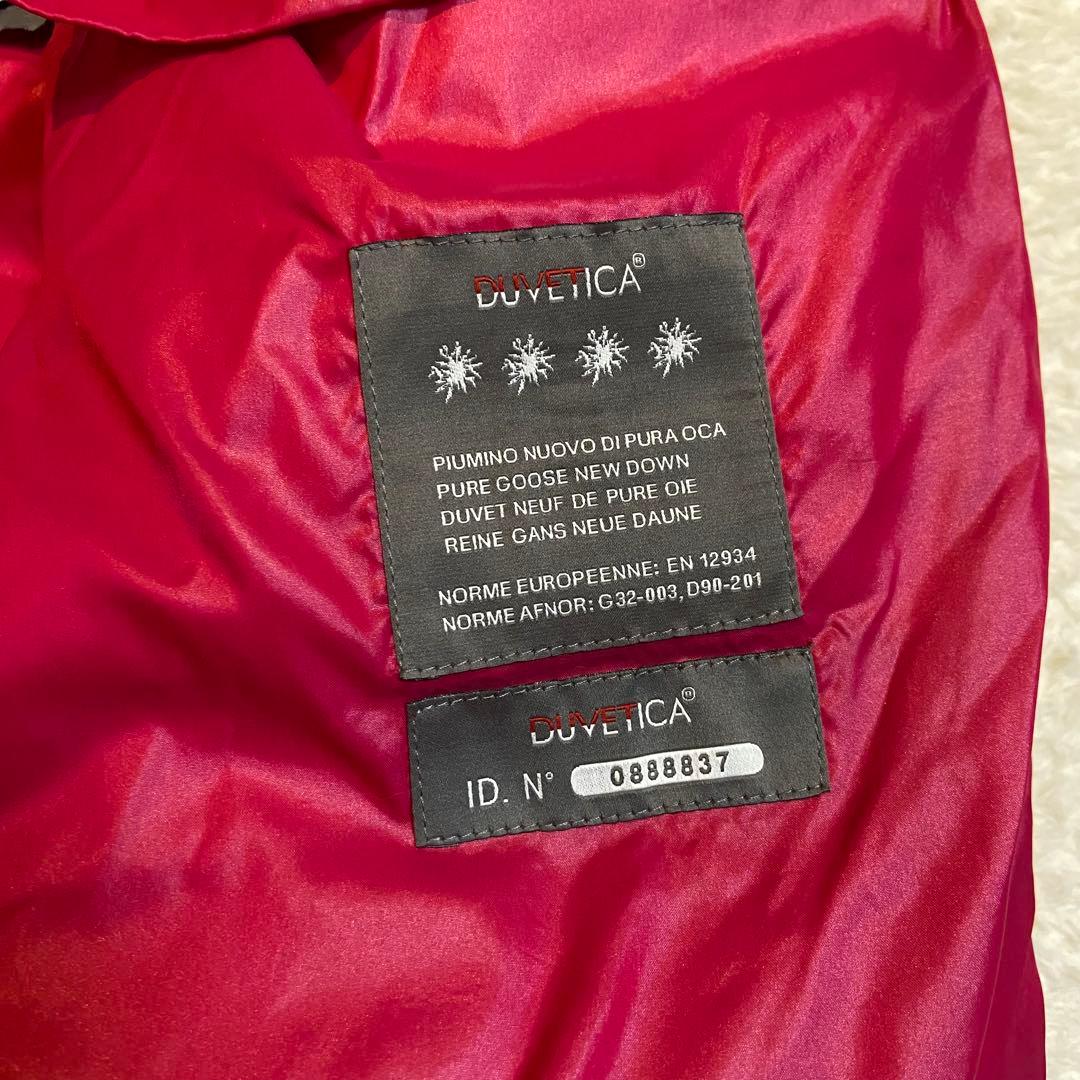 DUVETICA®
PIUMINO NUOVO DI PURA OCA
PURE GOOSE NEW DOWN
DUVET NEUF DE PURE OIE
REINE GANS NEUE DAUNE
NORME EUROPEENNE: EN 12934
NORME AFNOR: G32-003, D90-201
DUVETICA®
ID. N° 0888837